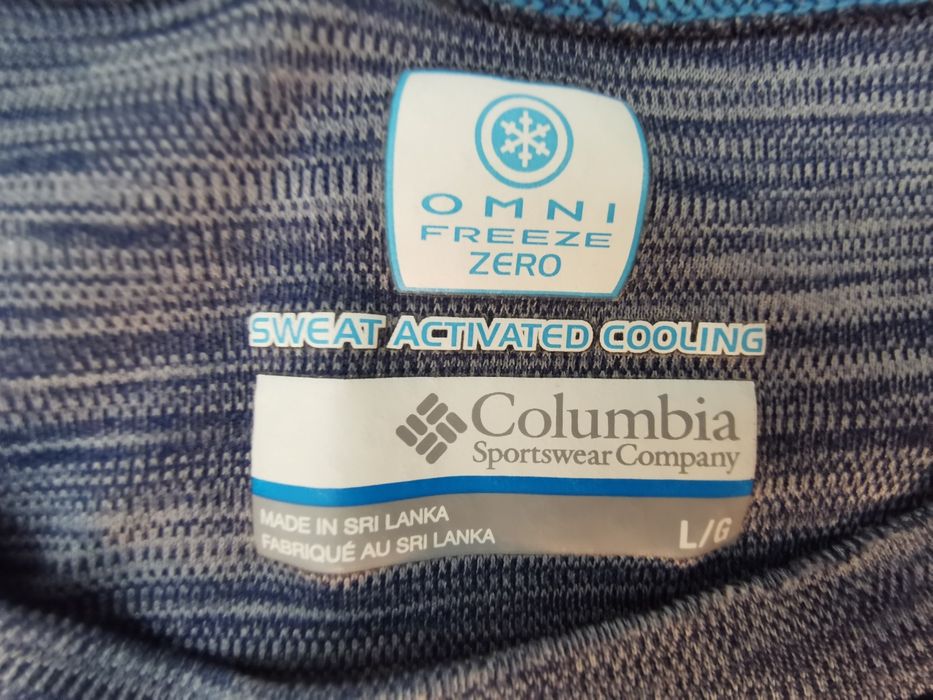 OMNI
FREEZE
ZERO
SWEAT ACTIVATED COOLING
Columbia
Sportswear Company
MADE IN SRI LANKA
FABRIQUÉ AU SRI LANKA
L/G